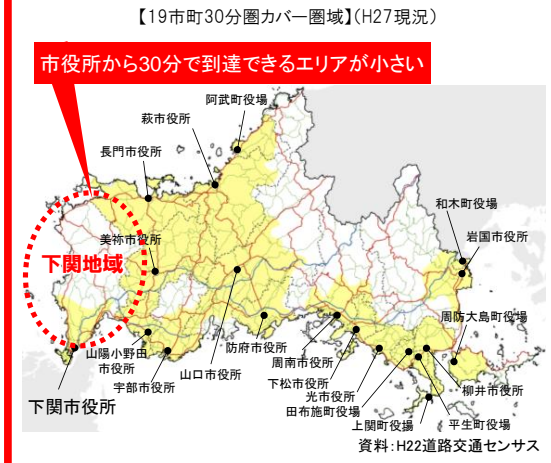 【19市町30分圏カバー圏域】(H27現況)
市役所から30分で到達できるエリアが小さい
阿武町役場
萩市役所
長門市役所
和木町役場
岩国市役所
美祢市役所
下関地域
周防大島町役場
山陽小野田
市役所
防府市役所
周南市役所
宇部市役所
山口市役所
下松市役所
柳井市役所
光市役所
下関市役所
田布施町役場
上関町役場
平生町役場
資料:H22道路交通センサス